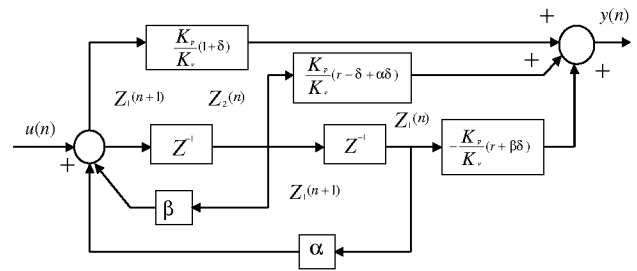 +
y(n)
K_p/K_v (1+δ)
+
+
K_p/K_v (r−δ+αδ)
Z_1(n+1)
Z_2(n)
Z_1(n)
u(n)
+
Z^-1
Z^-1
−K_p/K_v (r+βδ)
Z_1(n+1)
β
α